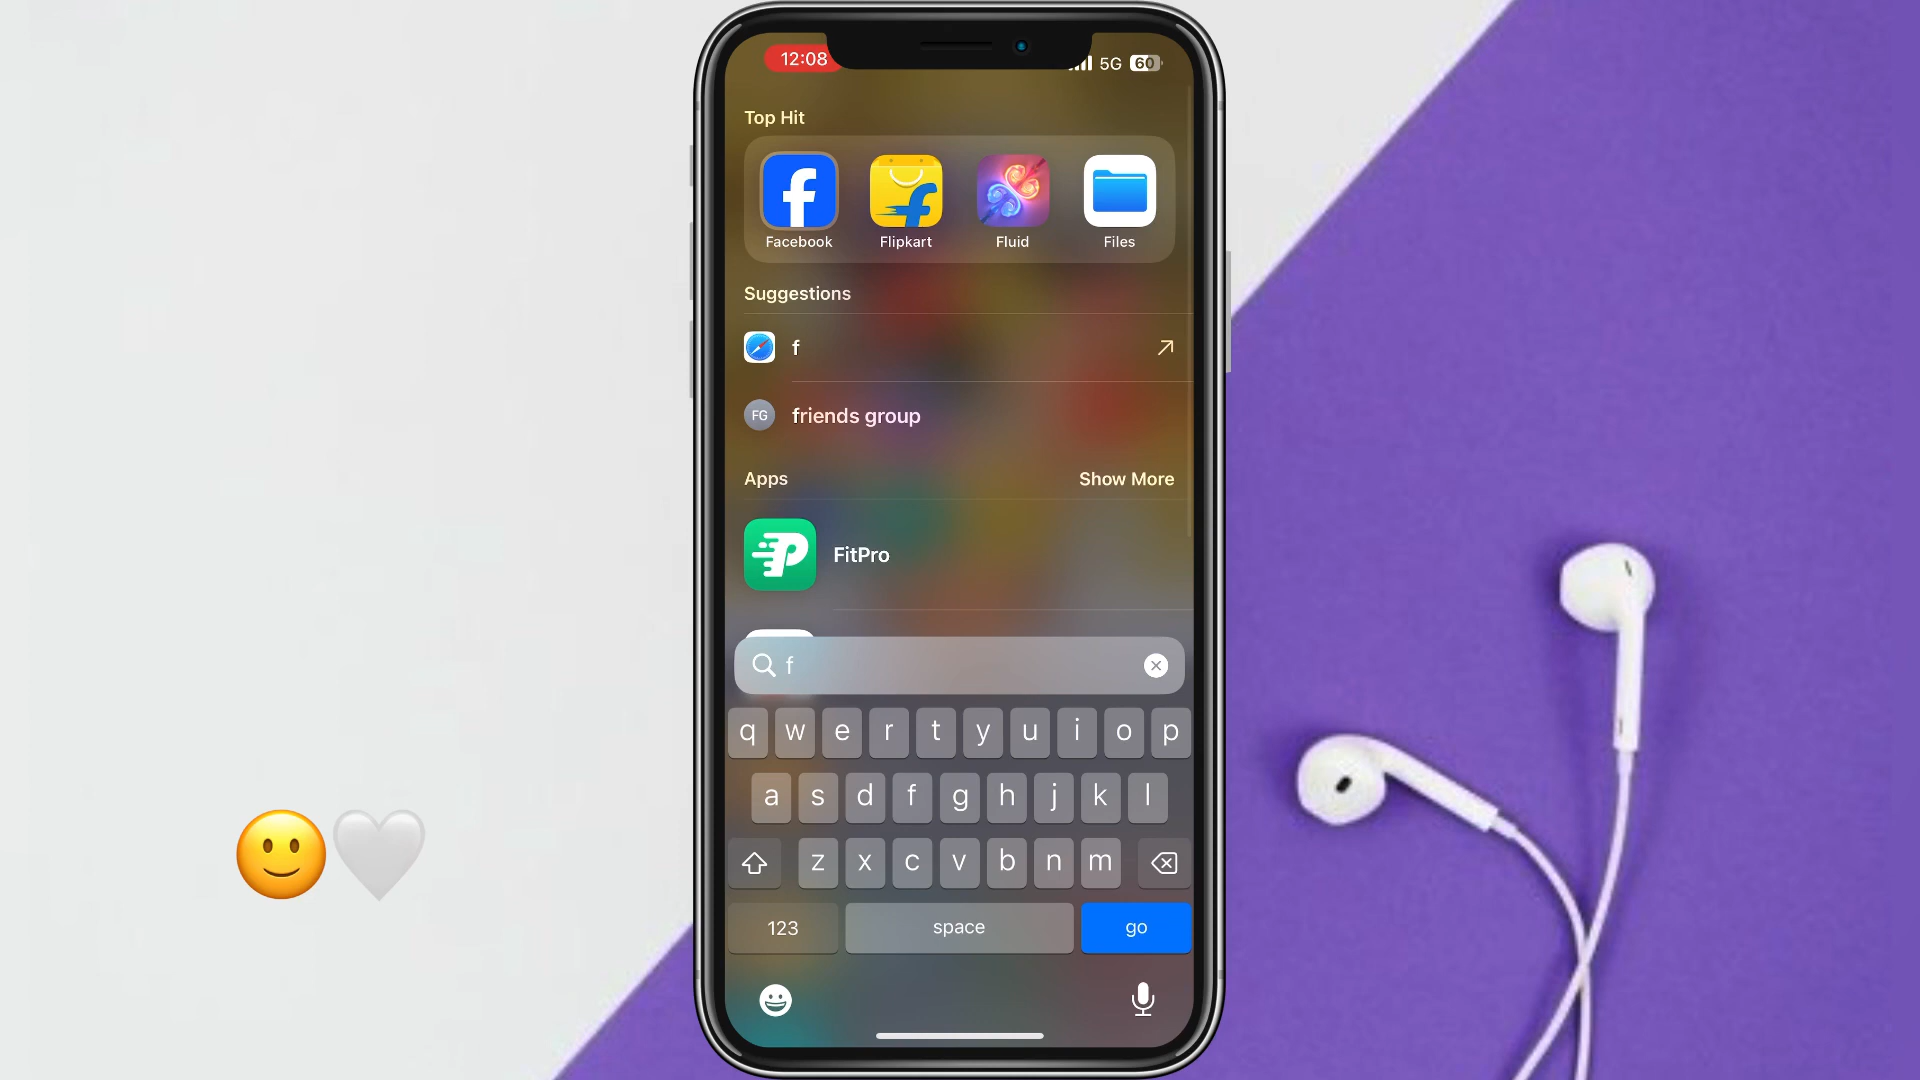 12:08 5G 60
Top Hit
Facebook Flipkart Fluid Files
Suggestions
f
FG friends group
Apps Show More
FitPro
f
q w e r t y u i o p
a s d f g h j k l
z x c v b n m
123 space go